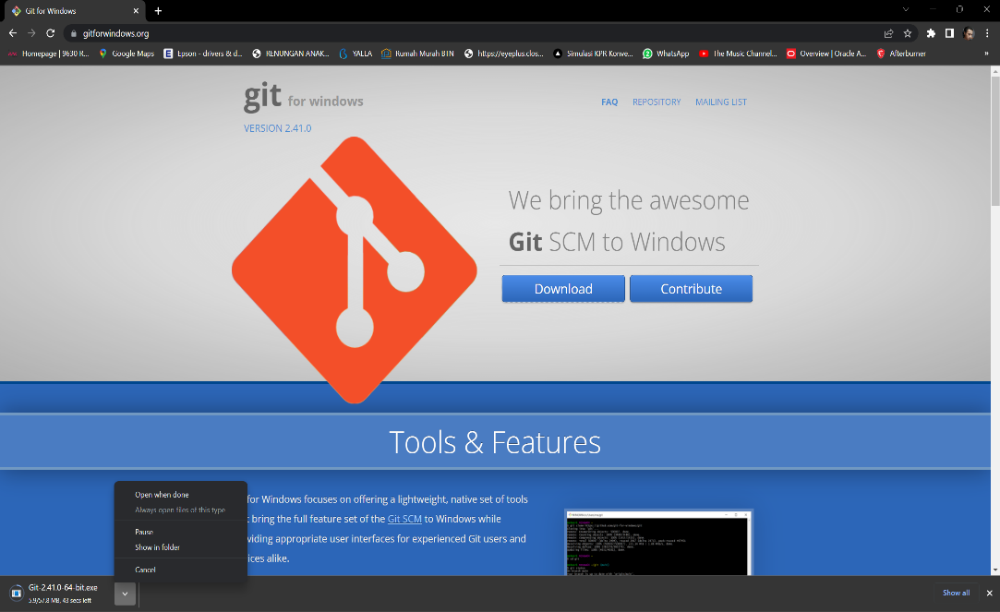 Git for Windows
gitforwindows.org
Homepage | 9630 R...
Google Maps
Epson - drivers & d...
RENUNGAN ANAK...
YALLA
Rumah Murah BTN
https://eyeplus.clos...
Simulasi KPR Konve...
WhatsApp
The Music Channel...
Overview | Oracle A...
Afterburner
»
git for windows
FAQ
REPOSITORY
MAILING LIST
VERSION 2.41.0
We bring the awesome
Git SCM to Windows
Download
Contribute
Tools & Features
for Windows focuses on offering a lightweight, native set of tools
bring the full feature set of the Git SCM to Windows while
viding appropriate user interfaces for experienced Git users and
ices alike.
Open when done
Always open files of this type
Pause
Show in folder
Cancel
Git-2.41.0-64-bit.exe
5.9/57.8 MB, 43 secs left
Show all